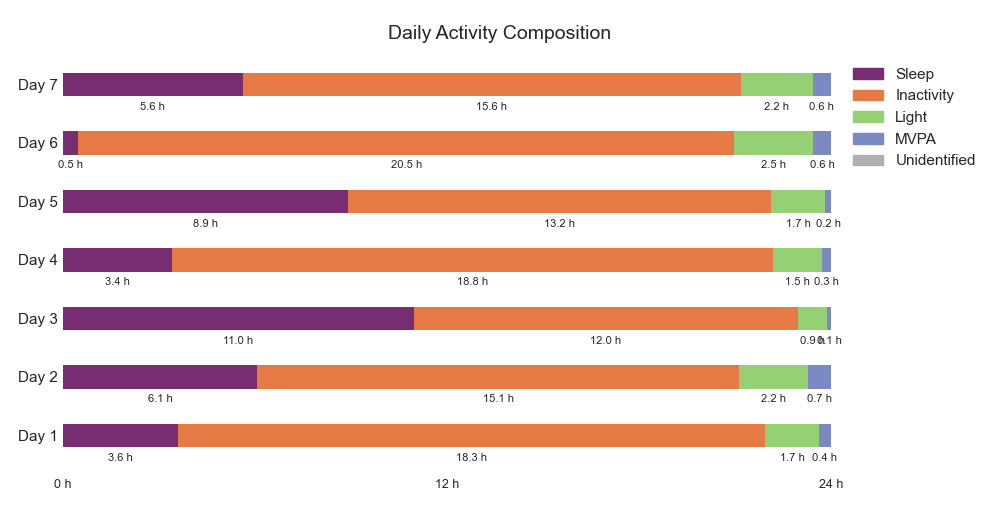 Daily Activity Composition
Day 7
5.6 h 15.6 h 2.2 h 0.6 h
Day 6
0.5 h 20.5 h 2.5 h 0.6 h
Day 5
8.9 h 13.2 h 1.7 h 0.2 h
Day 4
3.4 h 18.8 h 1.5 h 0.3 h
Day 3
11.0 h 12.0 h 0.9 h 0.1 h
Day 2
6.1 h 15.1 h 2.2 h 0.7 h
Day 1
3.6 h 18.3 h 1.7 h 0.4 h
0 h 12 h 24 h
Sleep
Inactivity
Light
MVPA
Unidentified